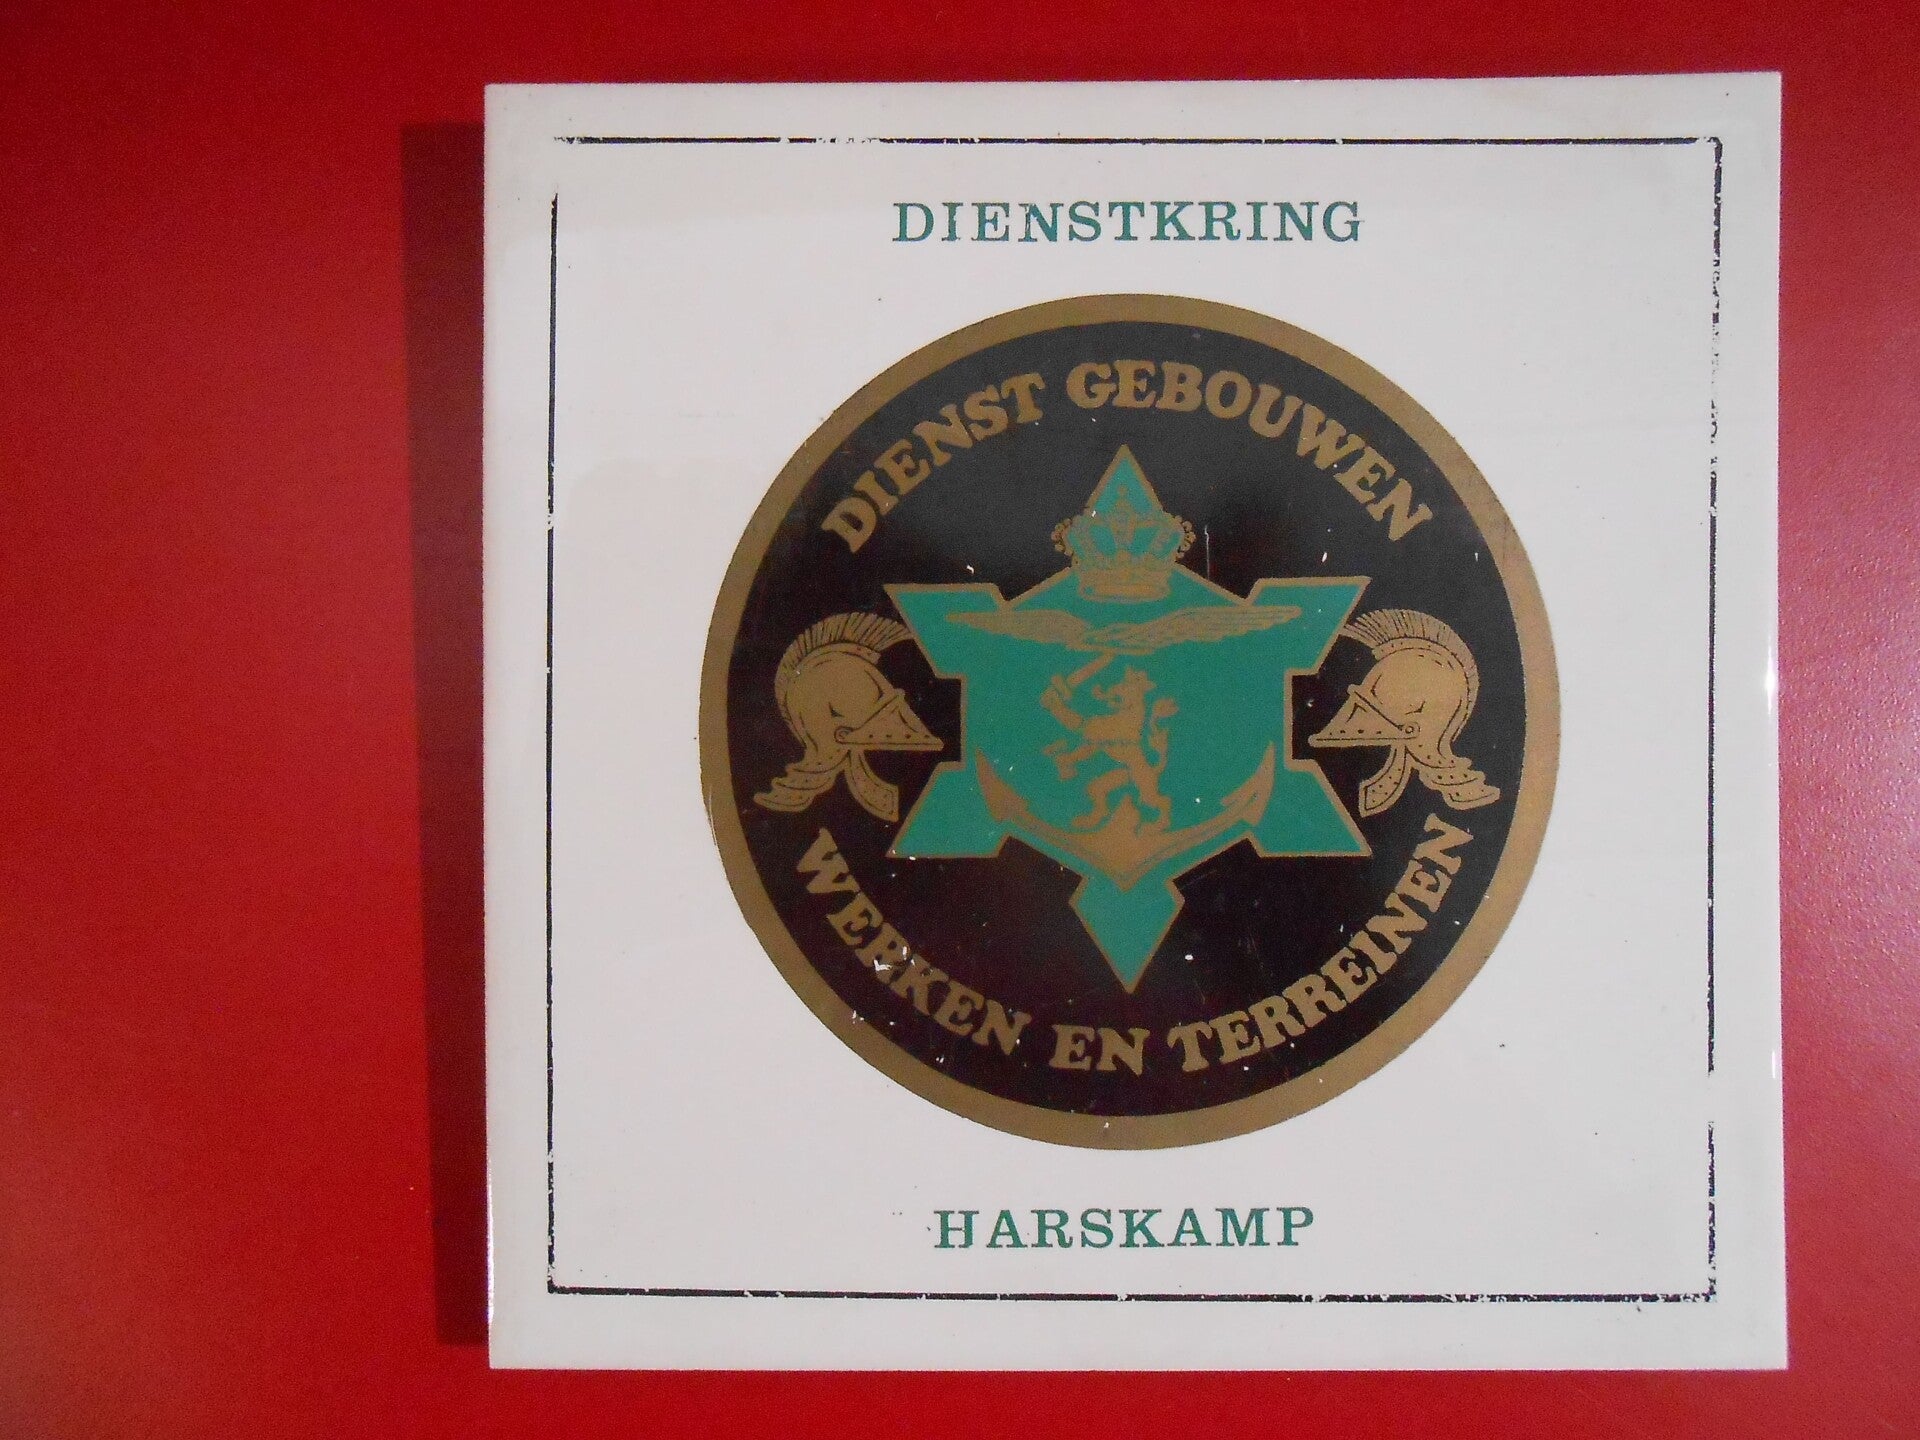 DIENSTKRING
DIENST GEBOUWEN
WERKEN EN TERREINEN
HARSKAMP